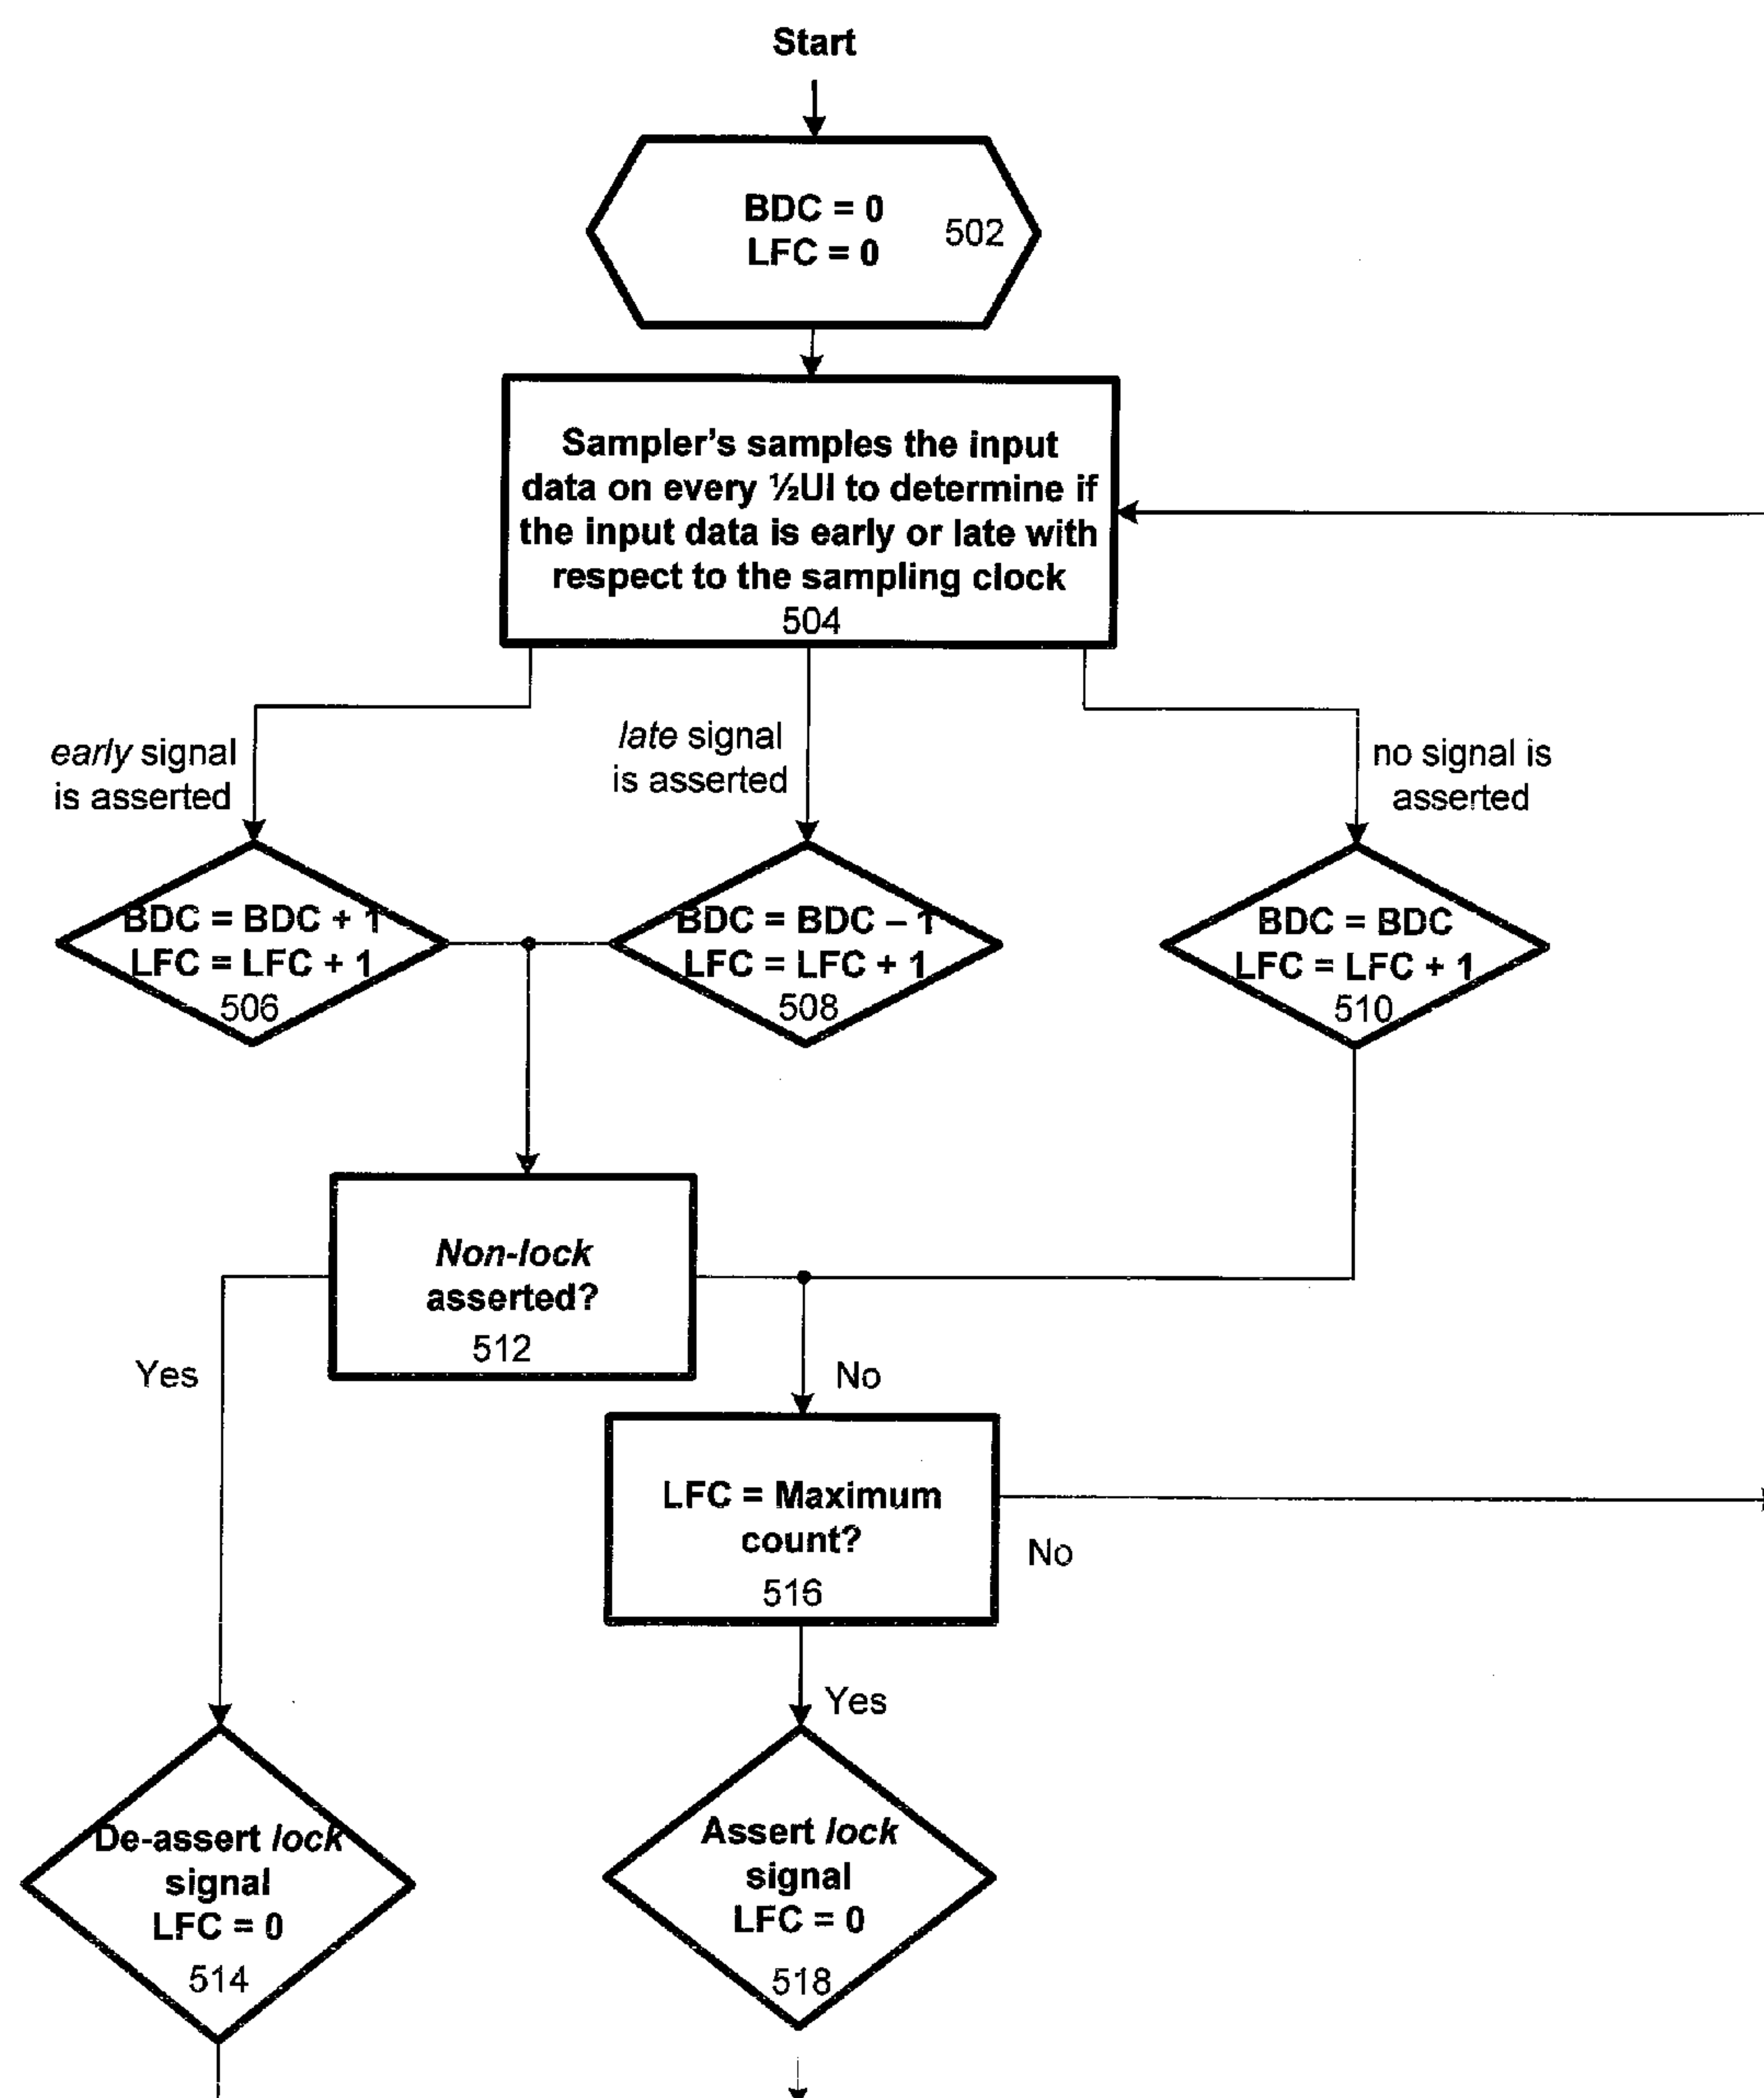 Start
BDC = 0
LFC = 0
502
Sampler's samples the input
data on every ½UI to determine if
the input data is early or late with
respect to the sampling clock
504
early signal
is asserted
late signal
is asserted
no signal is
asserted
BDC = BDC + 1
LFC = LFC + 1
506
BDC = BDC – 1
LFC = LFC + 1
508
BDC = BDC
LFC = LFC + 1
510
Non-lock
asserted?
512
Yes
No
LFC = Maximum
count?
516
No
Yes
De-assert lock
signal
LFC = 0
514
Assert lock
signal
LFC = 0
518